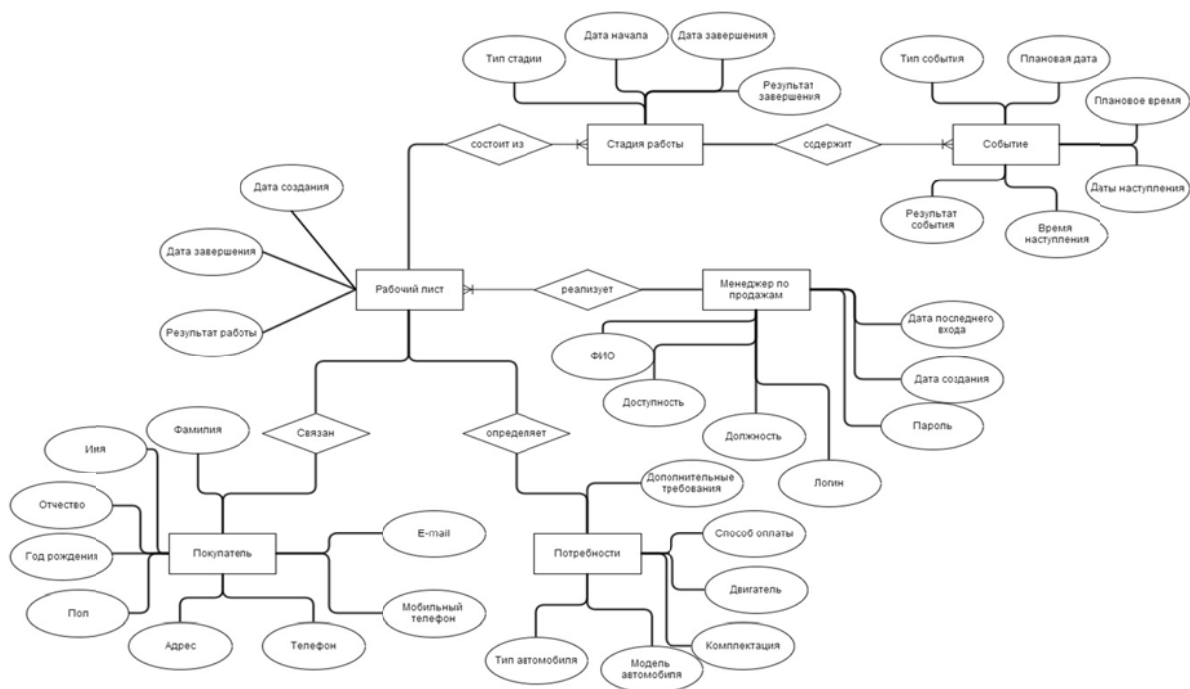 Дата начала
Дата завершения
Тип стадии
Результат
завершения
Тип события
Плановая дата
Плановое время
состоит из
Стадия работы
содержит
Событие
Даты наступления
Результат
события
Время
наступления
Дата создания
Дата завершения
Результат работы
Рабочий лист
реализует
Менеджер по
продажам
Дата последнего
входа
ФИО
Дата создания
Доступность
Пароль
Должность
Логин
Фамилия
Связан
определяет
Имя
Отчество
Год рождения
Пол
Покупатель
E-mail
Мобильный
телефон
Адрес
Телефон
Дополнительные
требования
Потребности
Способ оплаты
Двигатель
Комплектация
Тип автомобиля
Модель
автомобиля